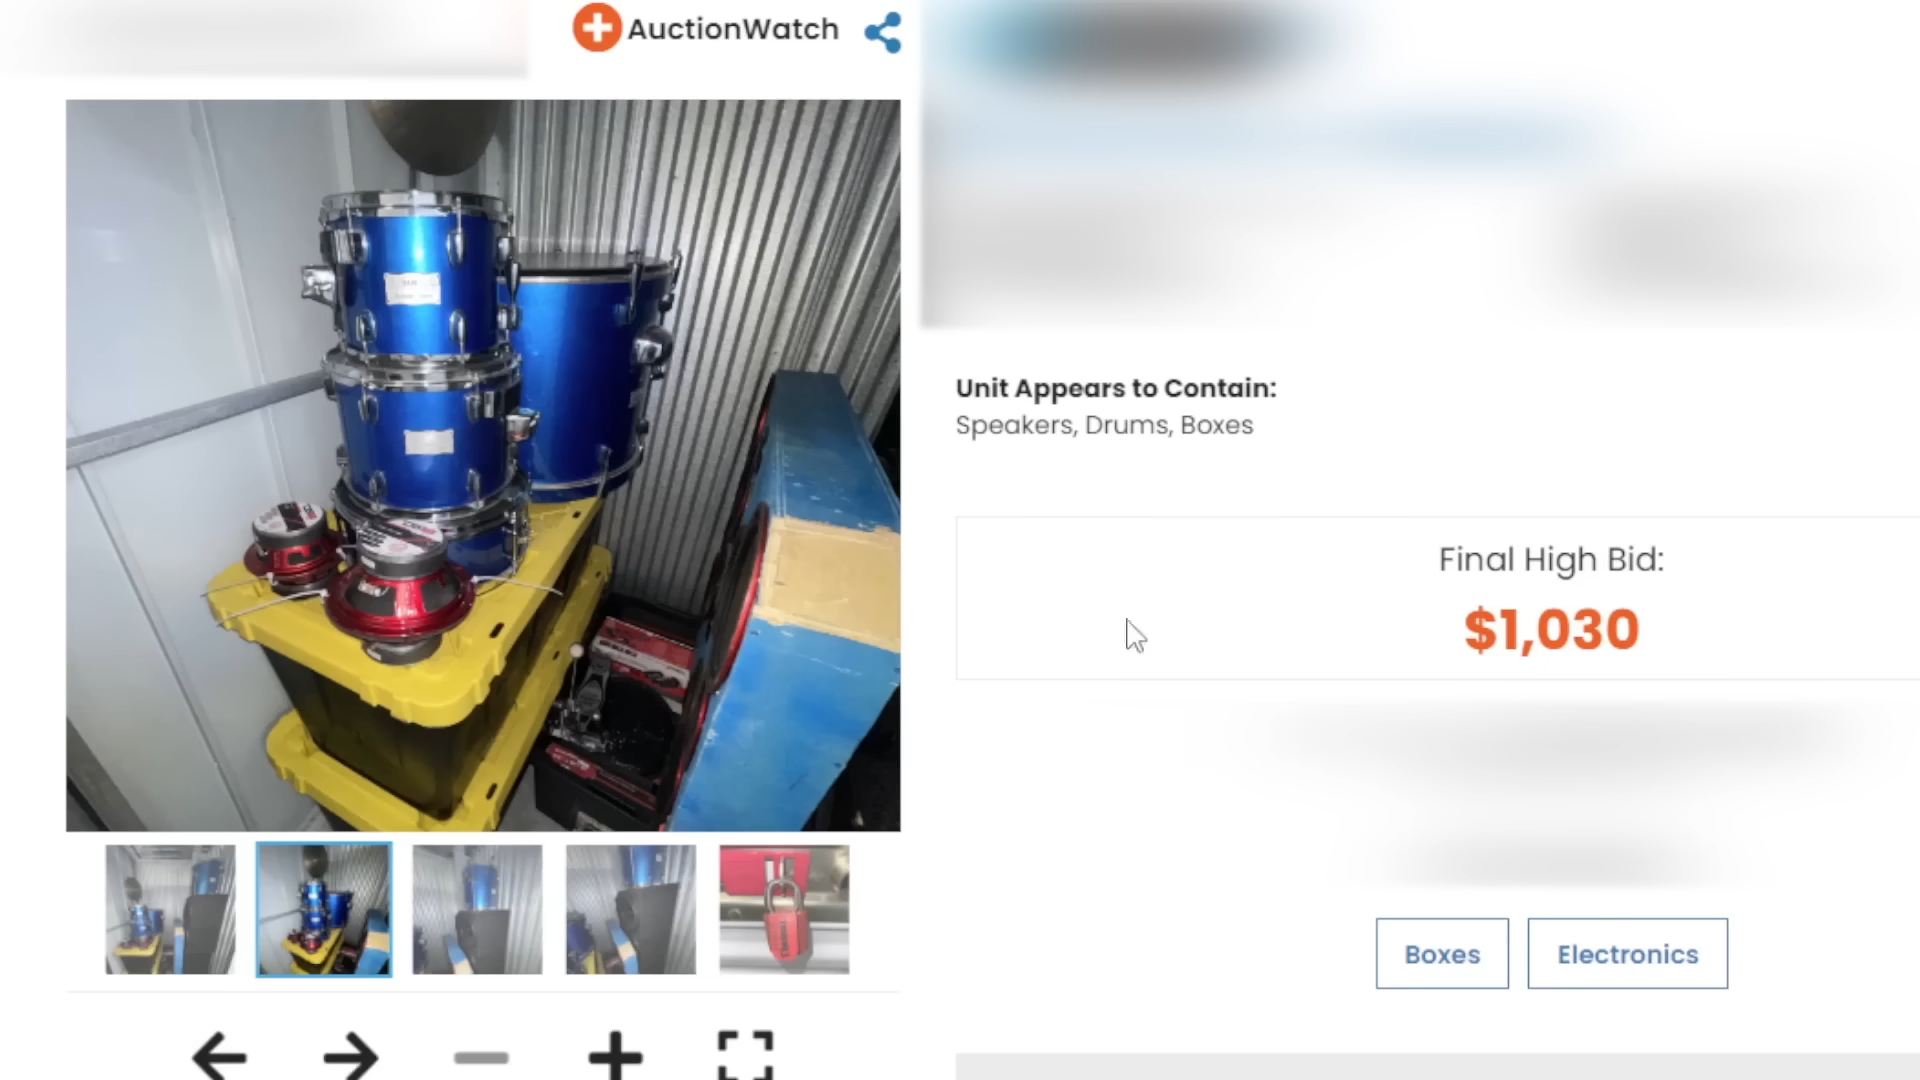 AuctionWatch
Unit Appears to Contain:
Speakers, Drums, Boxes
Final High Bid:
$1,030
Boxes
Electronics